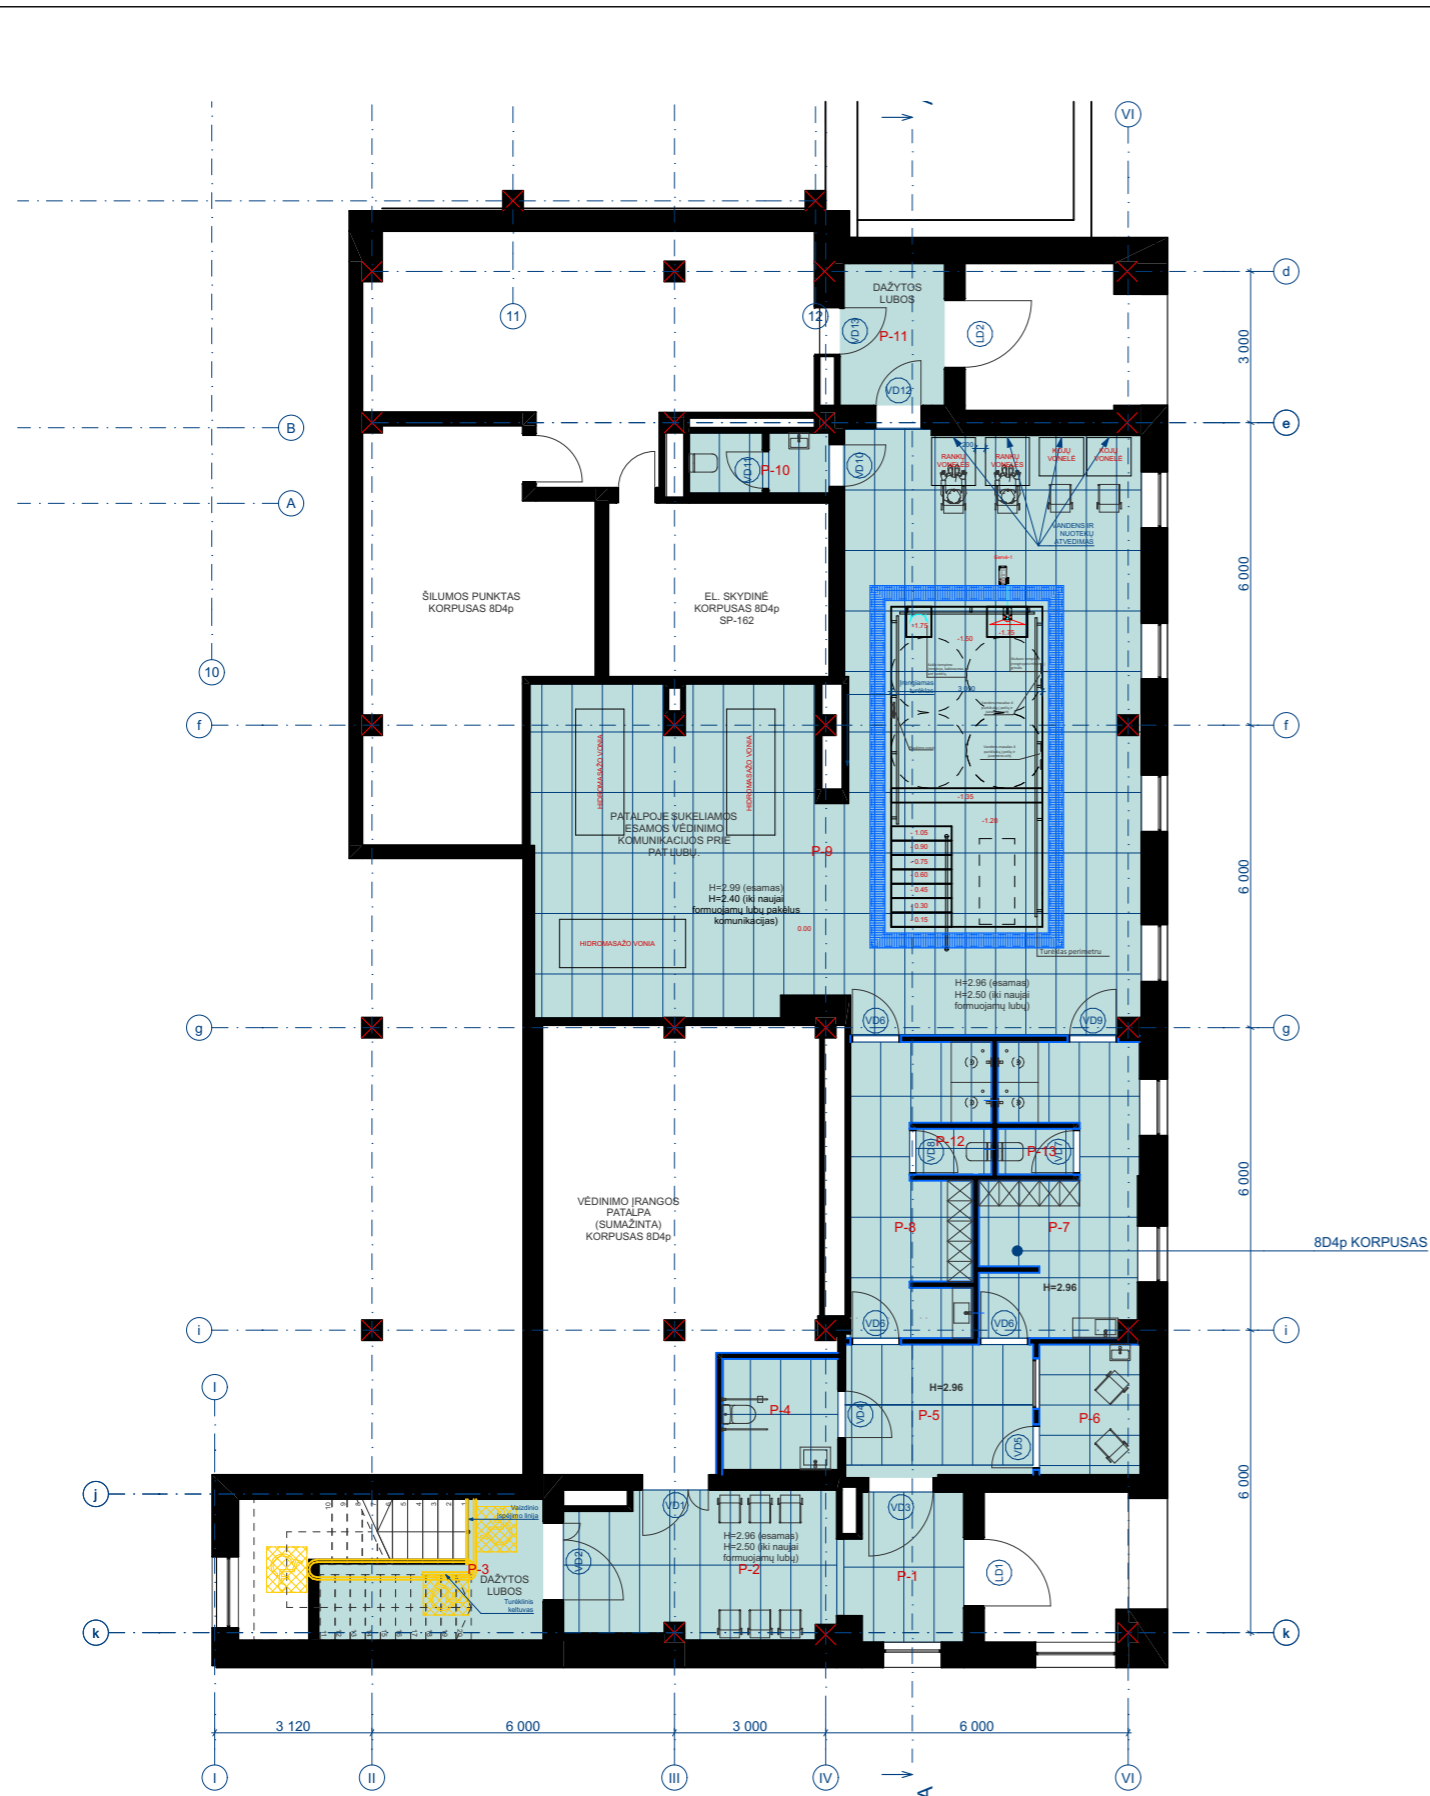 VI
d
DAŽYTOS
LUBOS
11
12
VD13
P-11
LD2
3 000
VD12
B
e
RANKŲ
VONELĖS
RANKŲ
VONELĖS
KOJŲ
VONELĖ
KOJŲ
VONELĖ
200
VD11
P-10
VD10
A
VANDENS IR
NUOTEKŲ
ATVEDIMAS
6 000
ŠILUMOS PUNKTAS
KORPUSAS 8D4p
EL. SKYDINĖ
KORPUSAS 8D4p
SP-162
10
-1.75
-1.50
-1.75
Įrengiamas
turėklas
f
f
HIDROMASAŽO VONIA
HIDROMASAŽO VONIA
-1.35
PATALPOJE SUKELIAMOS
ESAMOS VĖDINIMO
KOMUNIKACIJOS PRIE
PAT LUBŲ.
-1.20
- 1.05
- 0.90
- 0.75
- 0.60
- 0.45
- 0.30
- 0.15
P-9
6 000
H=2.99 (esamas)
H=2.40 (iki naujai
formuojamų lubų pakėlus
komunikacijas)
0.00
HIDROMASAŽO VONIA
Turėklas perimetru
H=2.96 (esamas)
H=2.50 (iki naujai
formuojamų lubų)
g
VD6
VD9
g
VD8
P-12
P-13
VD7
6 000
VĖDINIMO ĮRANGOS
PATALPA
(SUMAŽINTA)
KORPUSAS 8D4p
P-8
P-7
8D4p KORPUSAS
H=2.96
VD6
VD6
i
i
I
H=2.96
P-4
VD4
P-5
P-6
VD5
6 000
j
Vaizdinio
įspėjimo linija
VD1
VD3
H=2.96 (esamas)
H=2.50 (iki naujai
formuojamų lubų)
VD2
P-3
DAŽYTOS
LUBOS
P-2
P-1
LD1
Turėklinis
keltuvas
k
k
3 120
6 000
3 000
6 000
I
II
III
IV
VI
A